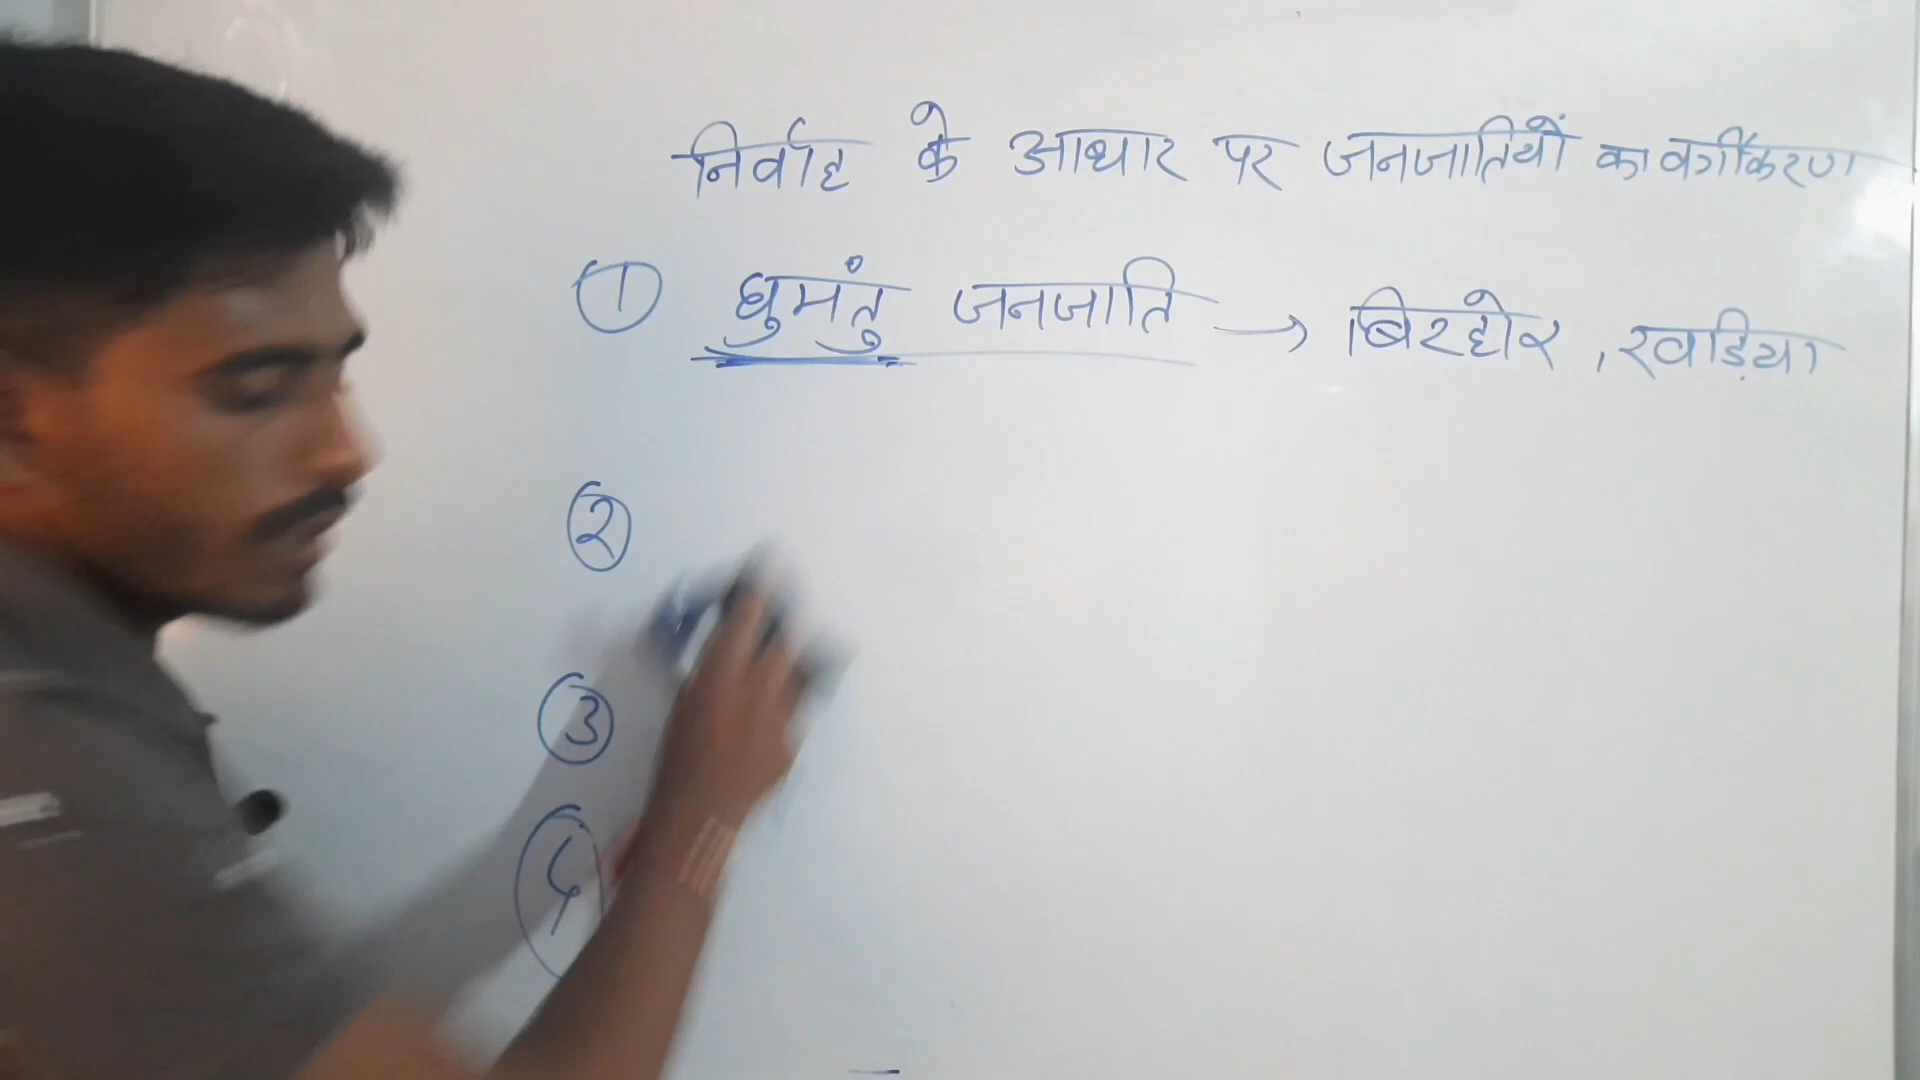 निर्वाह के आधार पर जनजातियों का वर्गीकरण
① घुमंतु जनजाति → बिरहोर, खड़िया
②
③
④